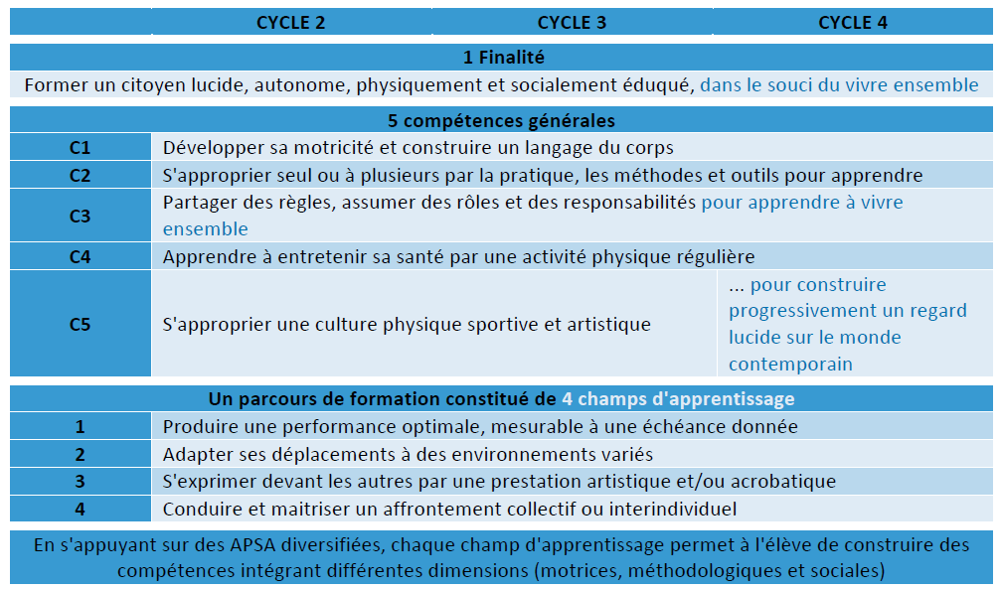 CYCLE 2 CYCLE 3 CYCLE 4
1 Finalité
Former un citoyen lucide, autonome, physiquement et socialement éduqué, dans le souci du vivre ensemble
5 compétences générales
C1 Développer sa motricité et construire un langage du corps
C2 S'approprier seul ou à plusieurs par la pratique, les méthodes et outils pour apprendre
C3 Partager des règles, assumer des rôles et des responsabilités pour apprendre à vivre
ensemble
C4 Apprendre à entretenir sa santé par une activité physique régulière
C5 S'approprier une culture physique sportive et artistique
... pour construire
progressivement un regard
lucide sur le monde
contemporain
Un parcours de formation constitué de 4 champs d'apprentissage
1 Produire une performance optimale, mesurable à une échéance donnée
2 Adapter ses déplacements à des environnements variés
3 S'exprimer devant les autres par une prestation artistique et/ou acrobatique
4 Conduire et maitriser un affrontement collectif ou interindividuel
En s'appuyant sur des APSA diversifiées, chaque champ d'apprentissage permet à l'élève de construire des
compétences intégrant différentes dimensions (motrices, méthodologiques et sociales)